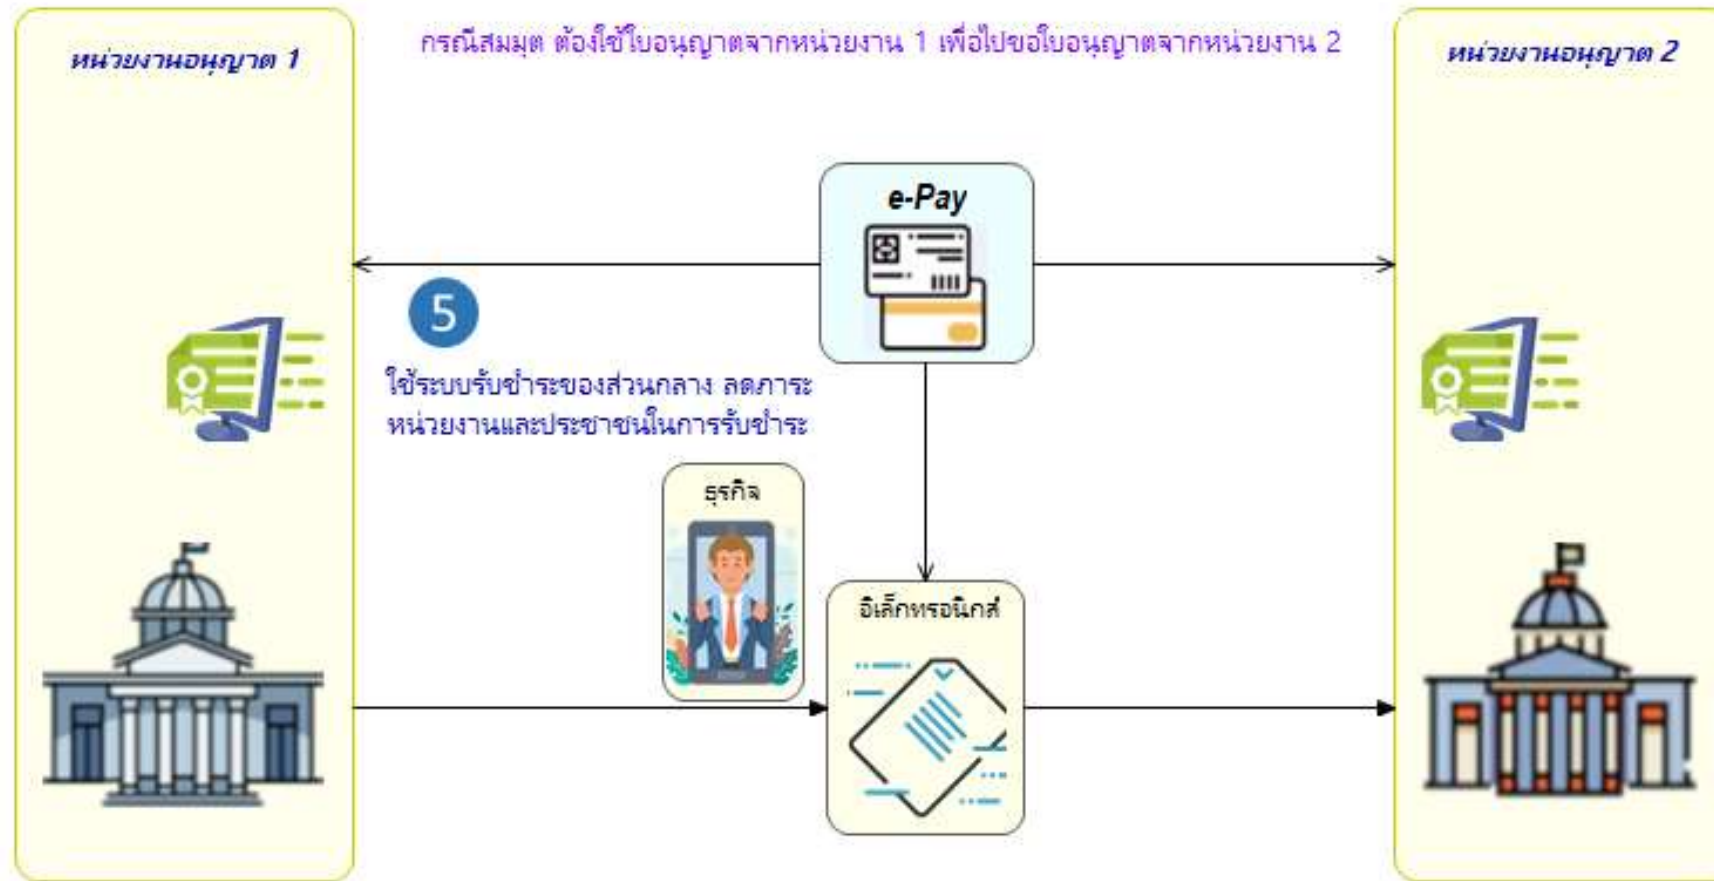 หน่วยงานอนุญาต 1
กรณีสมมุต ต้องใช้ใบอนุญาตจากหน่วยงาน 1 เพื่อไปขอใบอนุญาตจากหน่วยงาน 2
หน่วยงานอนุญาต 2
e-Pay
5
ใช้ระบบรับชำระของส่วนกลาง ลดภาระ
หน่วยงานและประชาชนในการรับชำระ
ธุรกิจ
อิเล็กทรอนิกส์